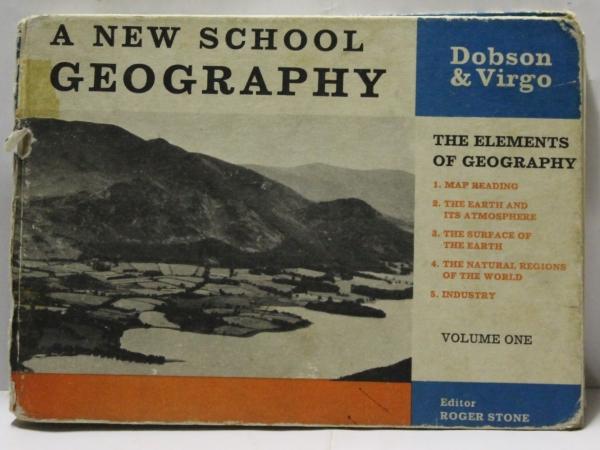 A NEW SCHOOL
GEOGRAPHY
Dobson
& Virgo
THE ELEMENTS
OF GEOGRAPHY
1. MAP READING
2. THE EARTH AND
ITS ATMOSPHERE
3. THE SURFACE OF
THE EARTH
4. THE NATURAL REGIONS
OF THE WORLD
5. INDUSTRY
VOLUME ONE
Editor
ROGER STONE